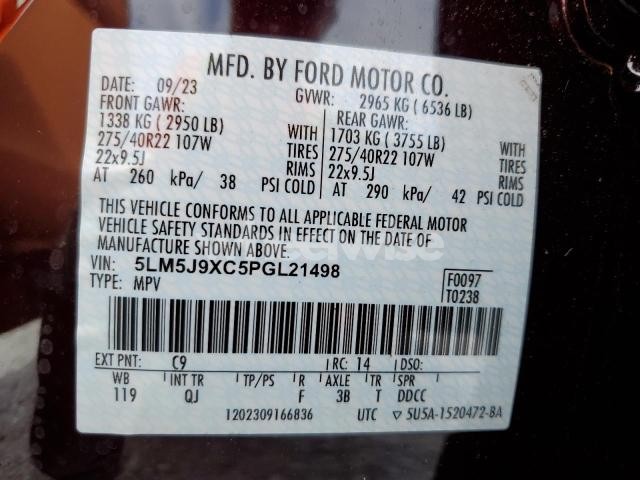 MFD. BY FORD MOTOR CO.
DATE: 09/23 GVWR: 2965 KG ( 6536 LB)
FRONT GAWR: REAR GAWR:
1338 KG ( 2950 LB) WITH 1703 KG ( 3755 LB) WITH
275/40R22 107W TIRES 275/40R22 107W TIRES
22x9.5J RIMS 22x9.5J RIMS
AT 260 kPa/ 38 PSI COLD AT 290 kPa/ 42 PSI COLD
THIS VEHICLE CONFORMS TO ALL APPLICABLE FEDERAL MOTOR
VEHICLE SAFETY STANDARDS IN EFFECT ON THE DATE OF
MANUFACTURE SHOWN ABOVE.
VIN: 5LM5J9XC5PGL21498 F0097
TYPE: MPV T0238
EXT PNT: C9 RC: 14 DSO:
WB INT TR TP/PS R AXLE TR SPR
119 QJ F 3B T DDCC
1202309166836 UTC ▽ 5U5A-1520472-BA